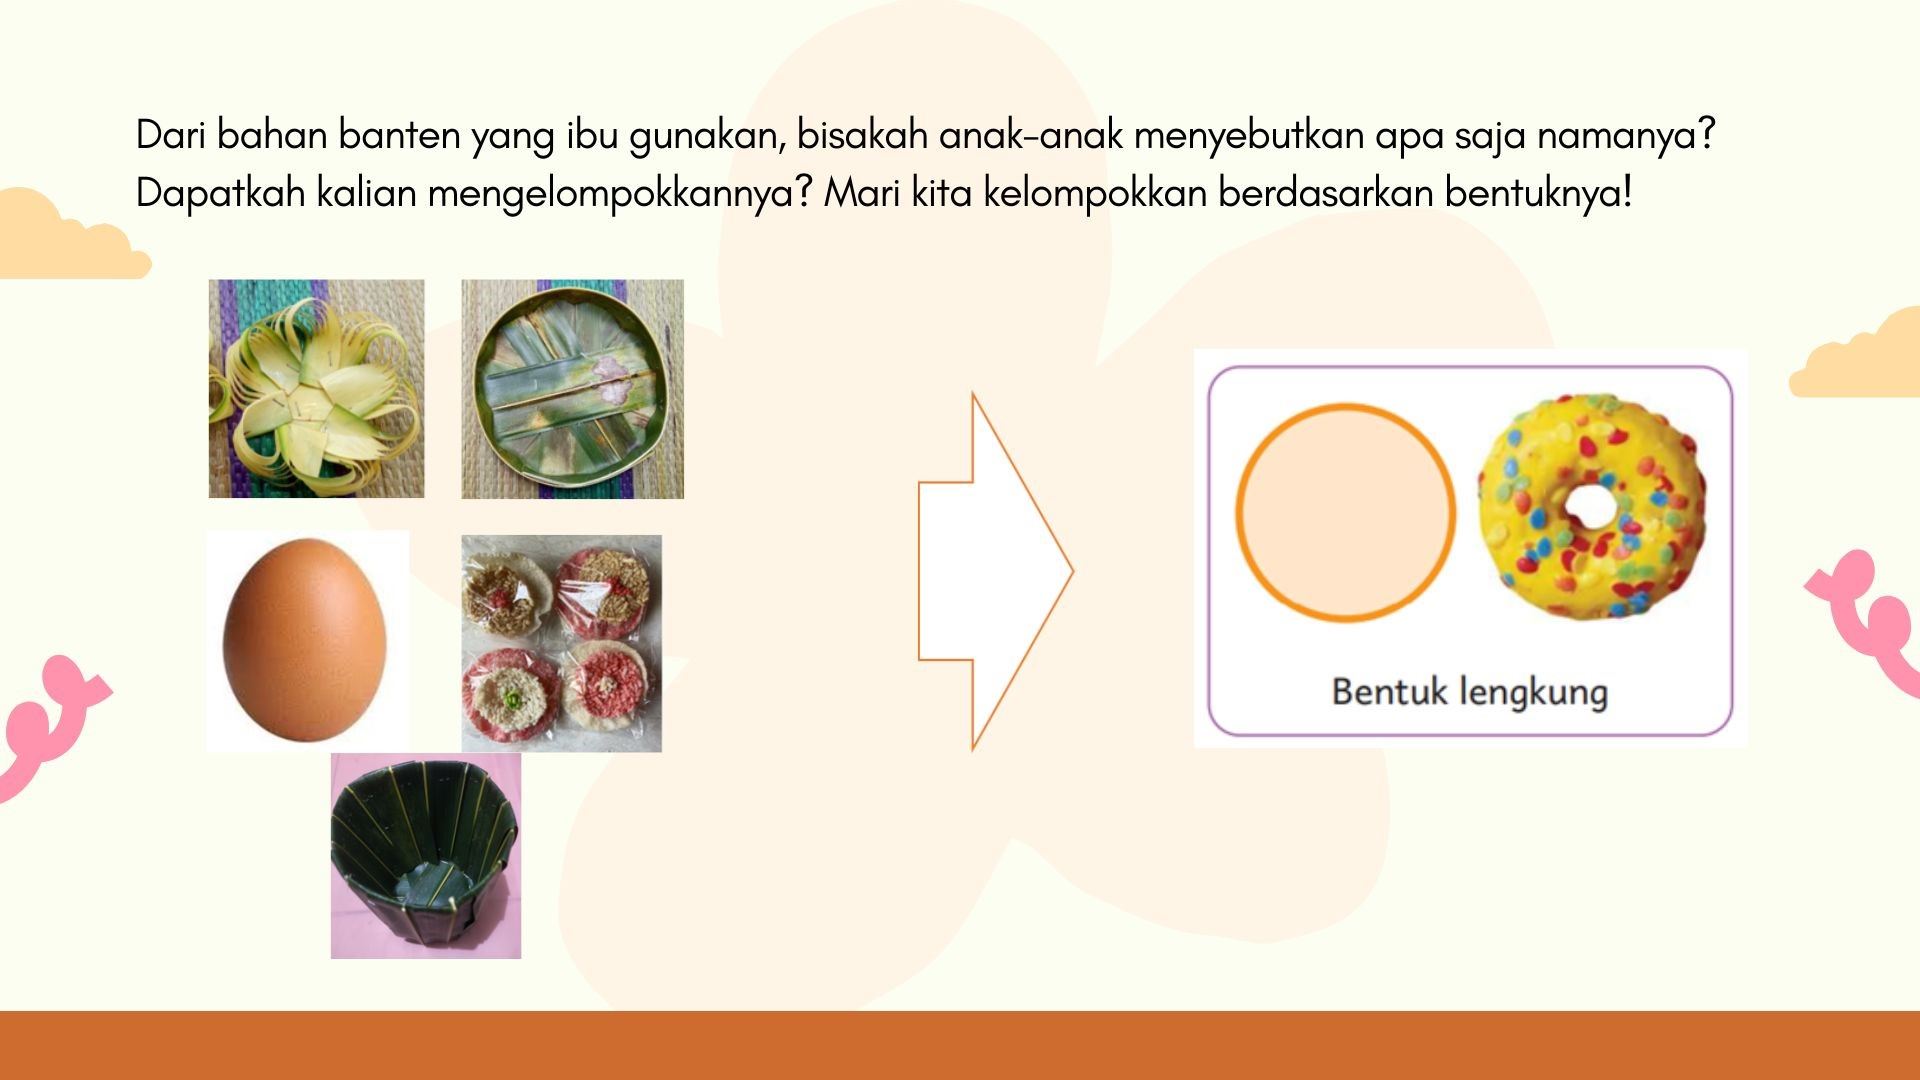 Dari bahan banten yang ibu gunakan, bisakah anak-anak menyebutkan apa saja namanya?
Dapatkah kalian mengelompokkannya? Mari kita kelompokkan berdasarkan bentuknya!
Bentuk lengkung